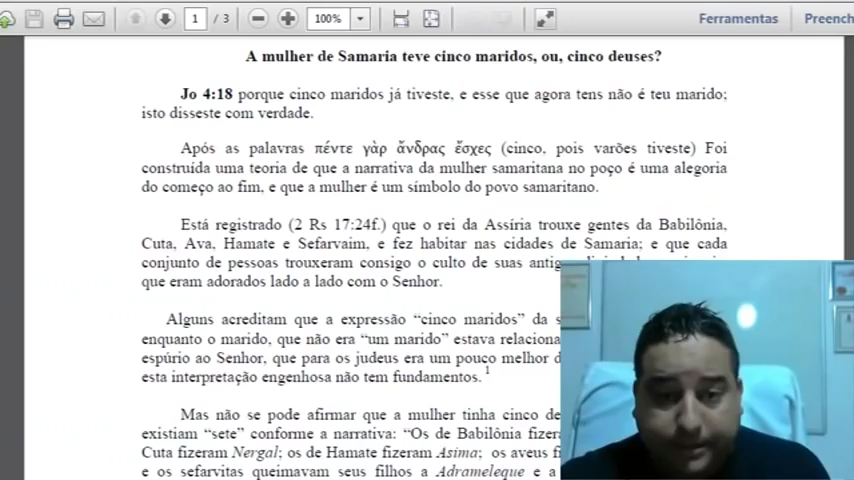 1 / 3 100% Ferramentas
A mulher de Samaria teve cinco maridos, ou, cinco deuses?
Jo 4:18 porque cinco maridos já tiveste, e esse que agora tens não é teu marido;
isto disseste com verdade.
Após as palavras πέντε γὰρ ἄνδρας ἔσχες (cinco, pois varões tiveste) Foi
construída uma teoria de que a narrativa da mulher samaritana no poço é uma alegoria
do começo ao fim, e que a mulher é um símbolo do povo samaritano.
Está registrado (2 Rs 17:24f.) que o rei da Assíria trouxe gentes da Babilônia,
Cuta, Ava, Hamate e Sefarvaim, e fez habitar nas cidades de Samaria; e que cada
conjunto de pessoas trouxeram consigo o culto de suas
que eram adorados lado a lado com o Senhor.
Alguns acreditam que a expressão “cinco maridos” da
enquanto o marido, que não era “um marido” estava
espúrio ao Senhor, que para os judeus era um pouco melhor
esta interpretação engenhosa não tem fundamentos. 1
Mas não se pode afirmar que a mulher tinha cinco
existiam “sete” conforme a narrativa: “Os de Babilônia
Cuta fizeram Nergal; os de Hamate fizeram Asima; os aveus
e os sefarvitas queimavam seus filhos a Adrameleque e a